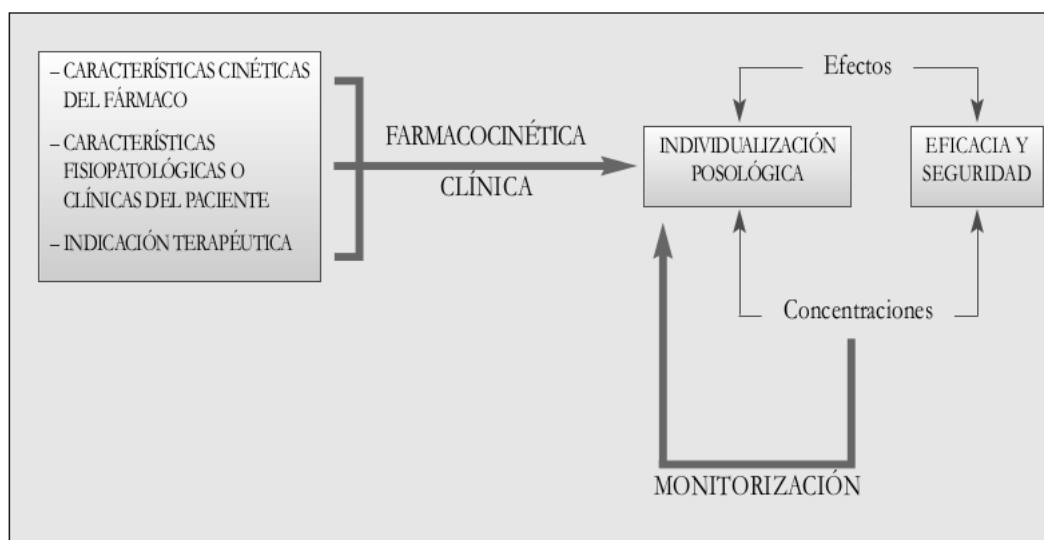 – CARACTERÍSTICAS CINÉTICAS
DEL FÁRMACO
– CARACTERÍSTICAS
FISIOPATOLÓGICAS O
CLÍNICAS DEL PACIENTE
– INDICACIÓN TERAPÉUTICA
FARMACOCINÉTICA
CLÍNICA
Efectos
INDIVIDUALIZACIÓN
POSOLÓGICA
EFICACIA Y
SEGURIDAD
Concentraciones
MONITORIZACIÓN